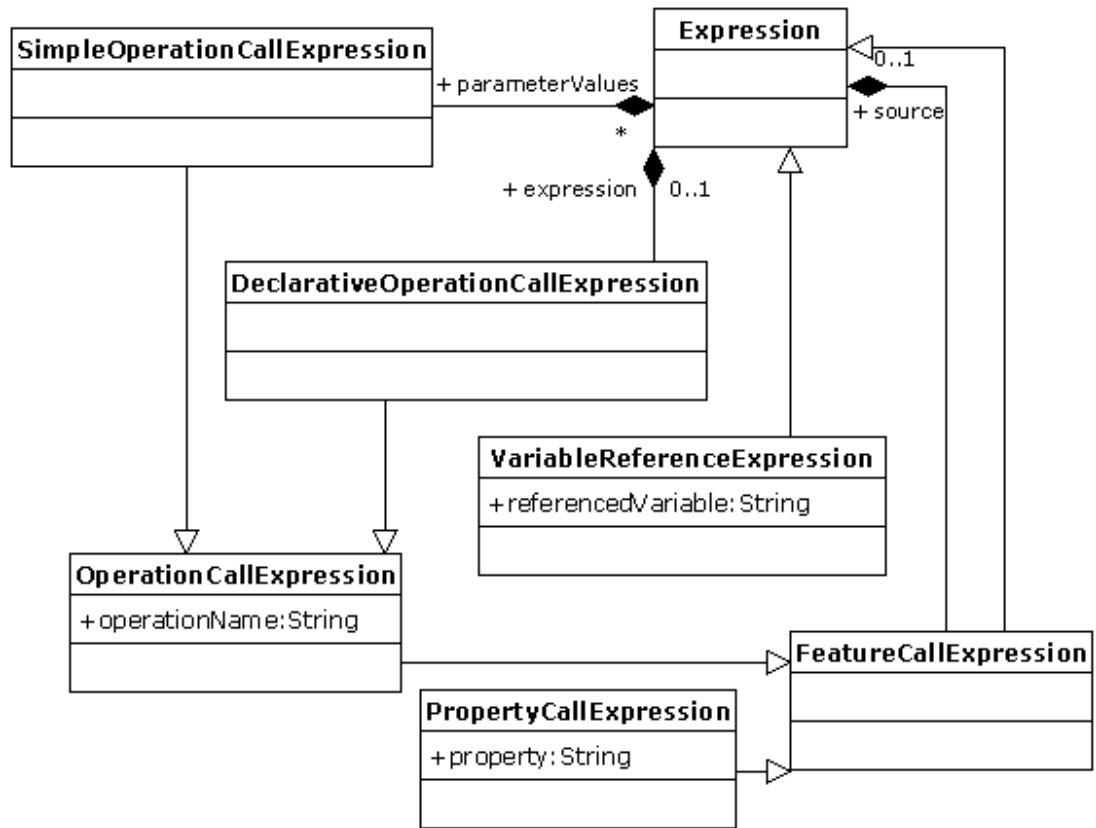 SimpleOperationCallExpression
Expression
0..1
+ parameterValues
+ source
*
+ expression
0..1
DeclarativeOperationCallExpression
VariableReferenceExpression
+referencedVariable:String
OperationCallExpression
+operationName:String
FeatureCallExpression
PropertyCallExpression
+property:String